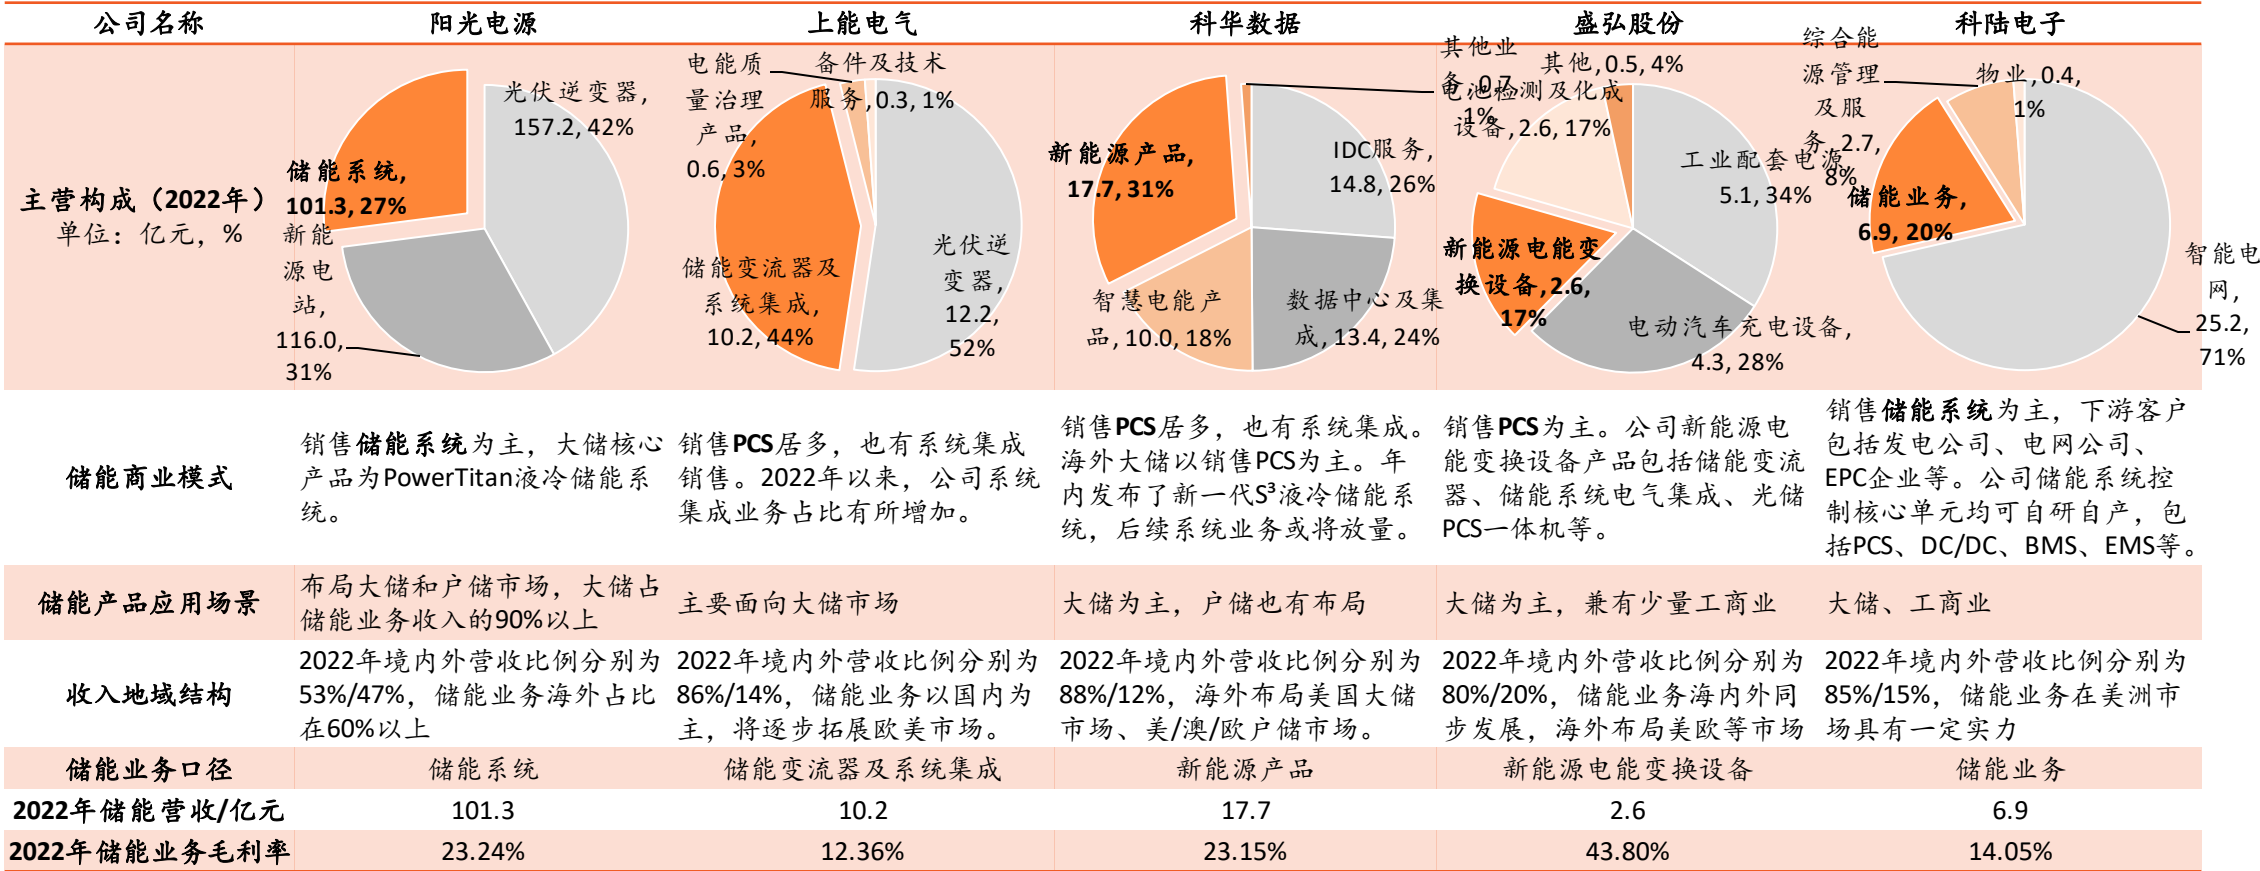 公司名称
阳光电源
上能电气
科华数据
盛弘股份
科陆电子
主营构成（2022年）
单位：亿元，%
光伏逆变器,
157.2, 42%
储能系统,
101.3, 27%
新能
源电
站,
116.0,
31%
电能质
量治理
产品,
0.6, 3%
备件及技术
服务, 0.3, 1%
储能变流器及
系统集成,
10.2, 44%
光伏逆
变器,
12.2,
52%
新能源产品,
17.7, 31%
IDC服务,
14.8, 26%
智慧电能产
品, 10.0, 18%
数据中心及集
成, 13.4, 24%
其他业
务, 0.7,
1%
其他, 0.5, 4%
电池检测及化成
设备, 2.6, 17%
工业配套电源,
5.1, 34%
新能源电能变
换设备, 2.6,
17%
电动汽车充电设备,
4.3, 28%
综合能
源管理
及服
务, 2.7,
8%
物业, 0.4,
1%
储能业务,
6.9, 20%
智能电
网,
25.2,
71%
储能商业模式
销售储能系统为主，大储核心
产品为PowerTitan液冷储能系
统。
销售PCS居多，也有系统集成
销售。2022年以来，公司系统
集成业务占比有所增加。
销售PCS居多，也有系统集成。
海外大储以销售PCS为主。年
内发布了新一代S³液冷储能系
统，后续系统业务或将放量。
销售PCS为主。公司新能源电
能变换设备产品包括储能变流
器、储能系统电气集成、光储
PCS一体机等。
销售储能系统为主，下游客户
包括发电公司、电网公司、
EPC企业等。公司储能系统控
制核心单元均可自研自产，包
括PCS、DC/DC、BMS、EMS等。
储能产品应用场景
布局大储和户储市场，大储占
储能业务收入的90%以上
主要面向大储市场
大储为主，户储也有布局
大储为主，兼有少量工商业
大储、工商业
收入地域结构
2022年境内外营收比例分别为
53%/47%，储能业务海外占比
在60%以上
2022年境内外营收比例分别为
86%/14%，储能业务以国内为
主，将逐步拓展欧美市场。
2022年境内外营收比例分别为
88%/12%，海外布局美国大储
市场、美/澳/欧户储市场。
2022年境内外营收比例分别为
80%/20%，储能业务海内外同
步发展，海外布局美欧等市场
2022年境内外营收比例分别为
85%/15%，储能业务在美洲市
场具有一定实力
储能业务口径
储能系统
储能变流器及系统集成
新能源产品
新能源电能变换设备
储能业务
2022年储能营收/亿元
101.3
10.2
17.7
2.6
6.9
2022年储能业务毛利率
23.24%
12.36%
23.15%
43.80%
14.05%